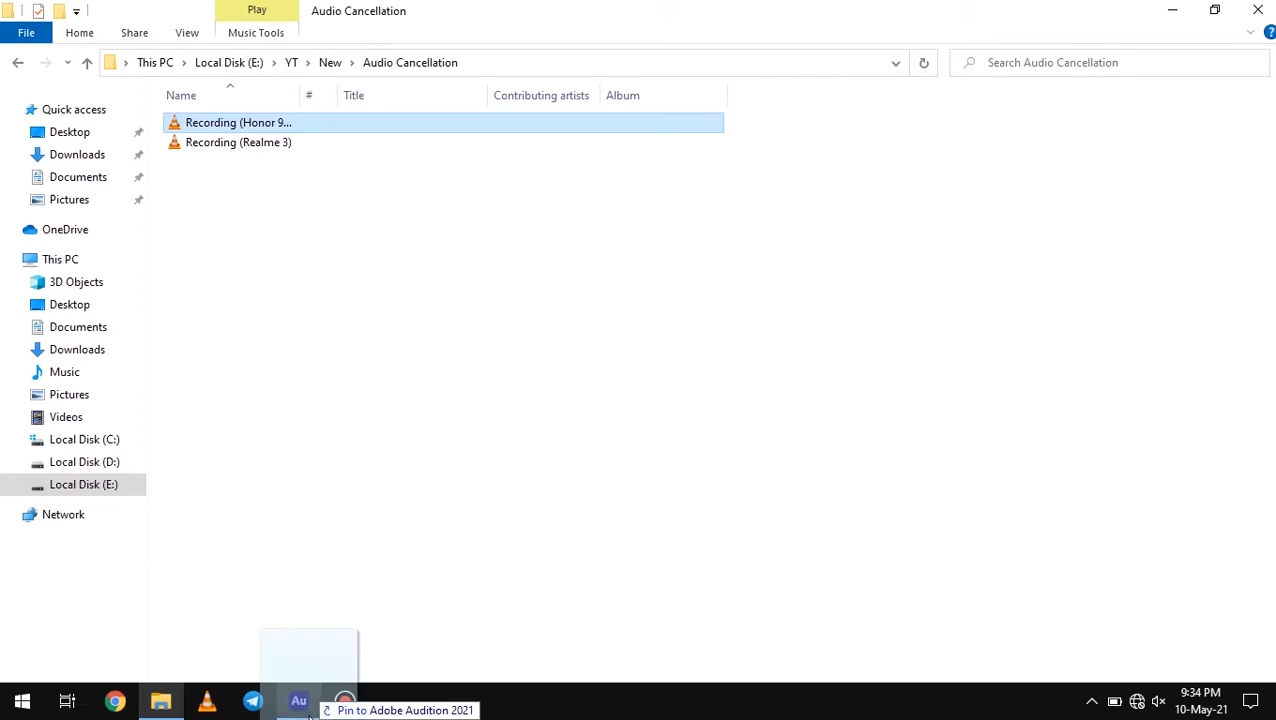 Play
Audio Cancellation
File
Home
Share
View
Music Tools
This PC
Local Disk (E:)
YT
New
Audio Cancellation
Search Audio Cancellation
Name
#
Title
Contributing artists
Album
Quick access
Recording (Honor 9...
Desktop
Recording (Realme 3)
Downloads
Documents
Pictures
OneDrive
This PC
3D Objects
Desktop
Documents
Downloads
Music
Pictures
Videos
Local Disk (C:)
Local Disk (D:)
Local Disk (E:)
Network
Au
Pin to Adobe Audition 2021
9:34 PM
10-May-21